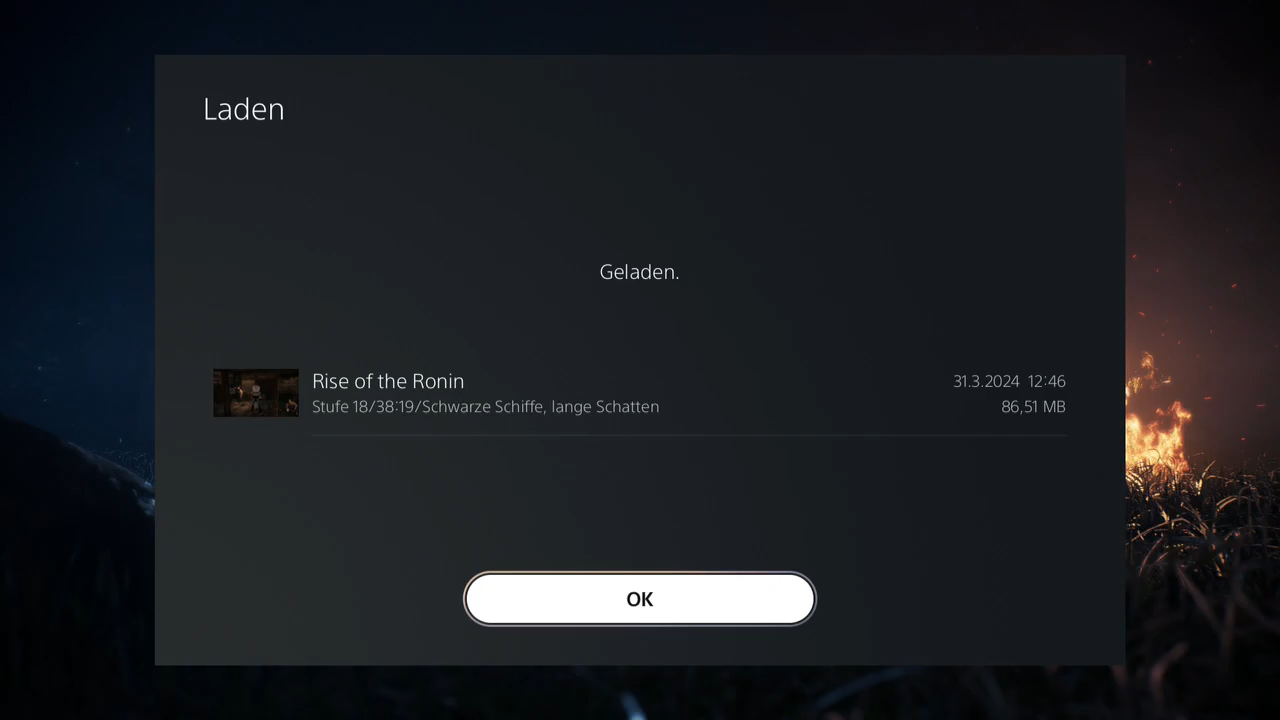 Laden
Geladen.
Rise of the Ronin 31.3.2024 12:46
Stufe 18/38:19/Schwarze Schiffe, lange Schatten 86,51 MB
OK